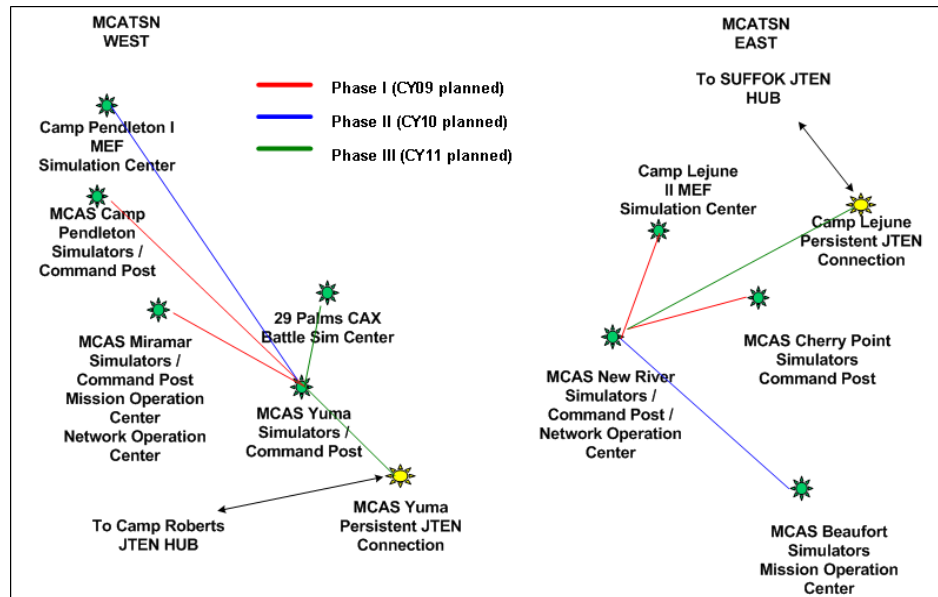 MCATSN
WEST
MCATSN
EAST
To SUFFOK JTEN
HUB
Phase I (CY09 planned)
Phase II (CY10 planned)
Phase III (CY11 planned)
Camp Pendleton I
MEF
Simulation Center
MCAS Camp
Pendleton
Simulators /
Command Post
MCAS Miramar
Simulators /
Command Post
Mission Operation
Center
Network Operation
Center
29 Palms CAX
Battle Sim Center
MCAS Yuma
Simulators /
Command Post
To Camp Roberts
JTEN HUB
MCAS Yuma
Persistent JTEN
Connection
Camp Lejune
II MEF
Simulation Center
Camp Lejune
Persistent JTEN
Connection
MCAS Cherry Point
Simulators
Command Post
MCAS New River
Simulators /
Command Post /
Network Operation
Center
MCAS Beaufort
Simulators
Mission Operation
Center